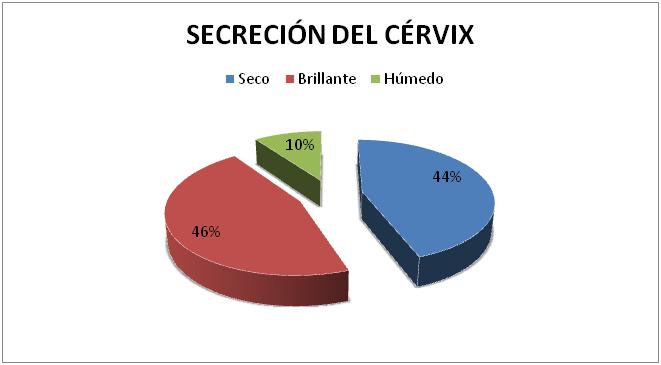 SECRECIÓN DEL CÉRVIX
Seco Brillante Húmedo
10%
44%
46%